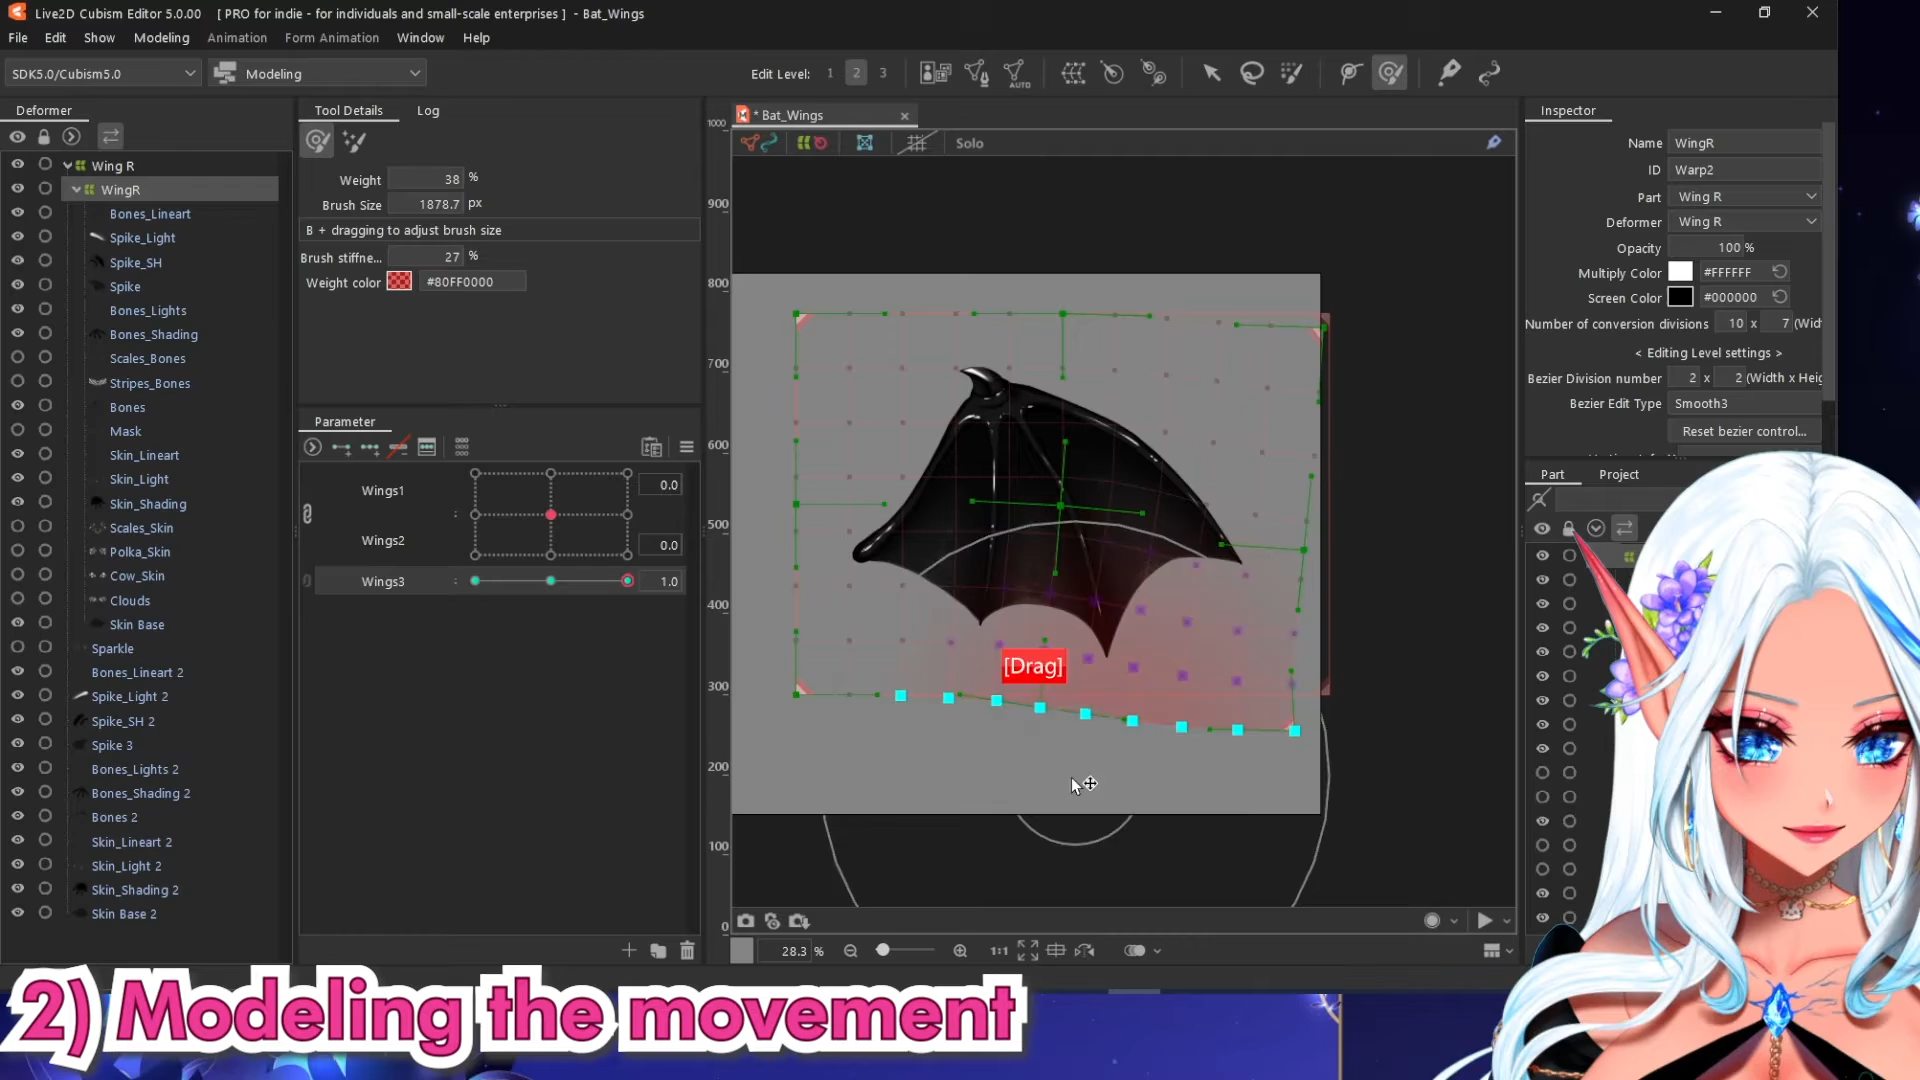 Live2D Cubism Editor 5.0.00 [ PRO for indie - for individuals and small-scale enterprises ] - Bat_Wings
File Edit Show Modeling Animation Form Animation Window Help
SDK5.0/Cubism5.0 Modeling Edit Level: 1 2 3 AUTO
Deformer
Wing R
WingR
Bones_Lineart
Spike_Light
Spike_SH
Spike
Bones_Lights
Bones_Shading
Scales_Bones
Stripes_Bones
Bones
Mask
Skin_Lineart
Skin_Light
Skin_Shading
Scales_Skin
Polka_Skin
Cow_Skin
Clouds
Skin Base
Sparkle
Bones_Lineart 2
Spike_Light 2
Spike_SH 2
Spike 3
Bones_Lights 2
Bones_Shading 2
Bones 2
Skin_Lineart 2
Skin_Light 2
Skin_Shading 2
Skin Base 2
Tool Details Log
Weight 38 %
Brush Size 1878.7 px
B + dragging to adjust brush size
Brush stiffne... 27 %
Weight color #80FF0000
Parameter
Wings1 0.0
Wings2 0.0
Wings3 : 1.0
* Bat_Wings
Solo
1000
900
800
700
600
500
400
300
200
100
0
[Drag]
28.3 % 1:1
Inspector
Name WingR
ID Warp2
Part Wing R
Deformer Wing R
Opacity 100 %
Multiply Color #FFFFFF
Screen Color #000000
Number of conversion divisions 10 x 7 (Wid
< Editing Level settings >
Bezier Division number 2 x 2 (Width x Heig
Bezier Edit Type Smooth3
Reset bezier control...
Part Project
2) Modeling the movement